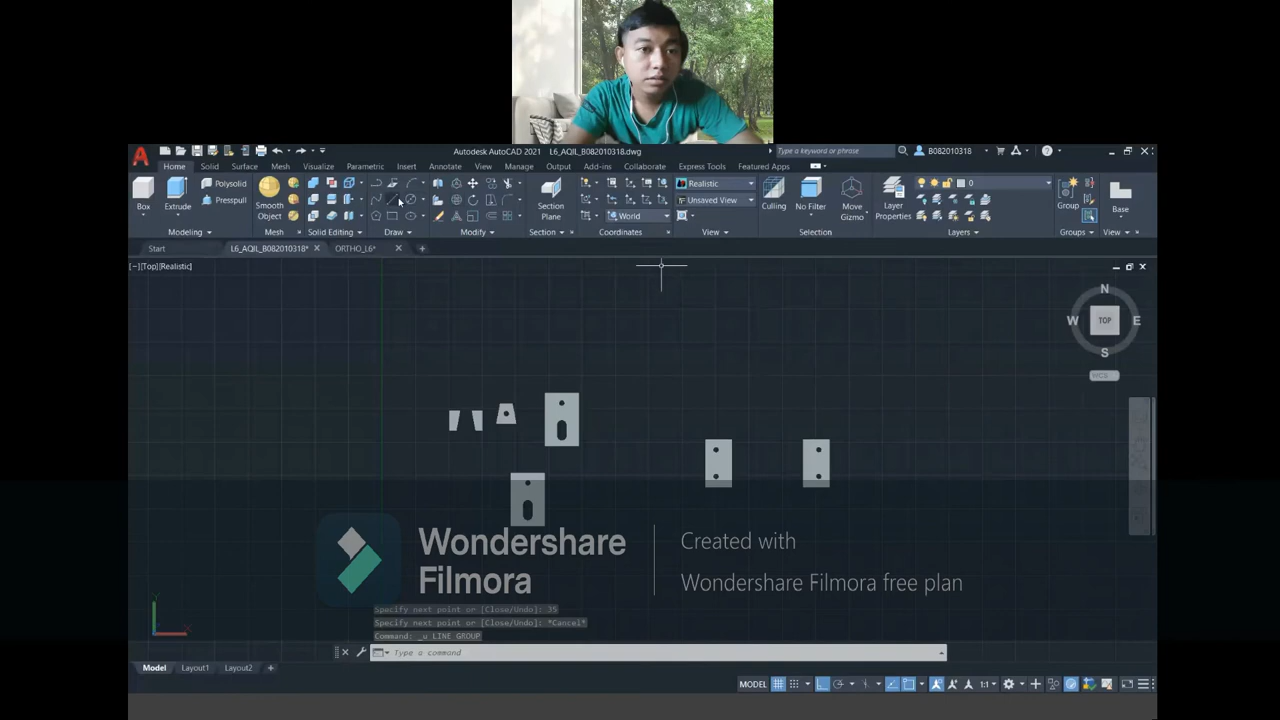 Autodesk AutoCAD 2021 L6_AQIL_B082010318.dwg
Type a keyword or phrase
B082010318
Home Solid Surface Mesh Visualize Parametric Insert Annotate View Manage Output Add-ins Collaborate Express Tools Featured Apps
Box
Extrude
Polysolid
Presspull
Smooth
Object
Section
Plane
World
Realistic
Unsaved View
Culling
No Filter
Move
Gizmo
Layer
Properties
0
Group
Base
Modeling Mesh Solid Editing Draw Modify Section Coordinates View Selection Layers Groups View
Start L6_AQIL_B082010318* ORTHO_L6*
[−][Top][Realistic]
N
W TOP E
S
WCS
Wondershare
Filmora
Created with
Wondershare Filmora free plan
Specify next point or [Close/Undo]: 35
Specify next point or [Close/Undo]: *Cancel*
Command: _u LINE GROUP
Type a command
Y
X
Model Layout1 Layout2 +
MODEL 1:1